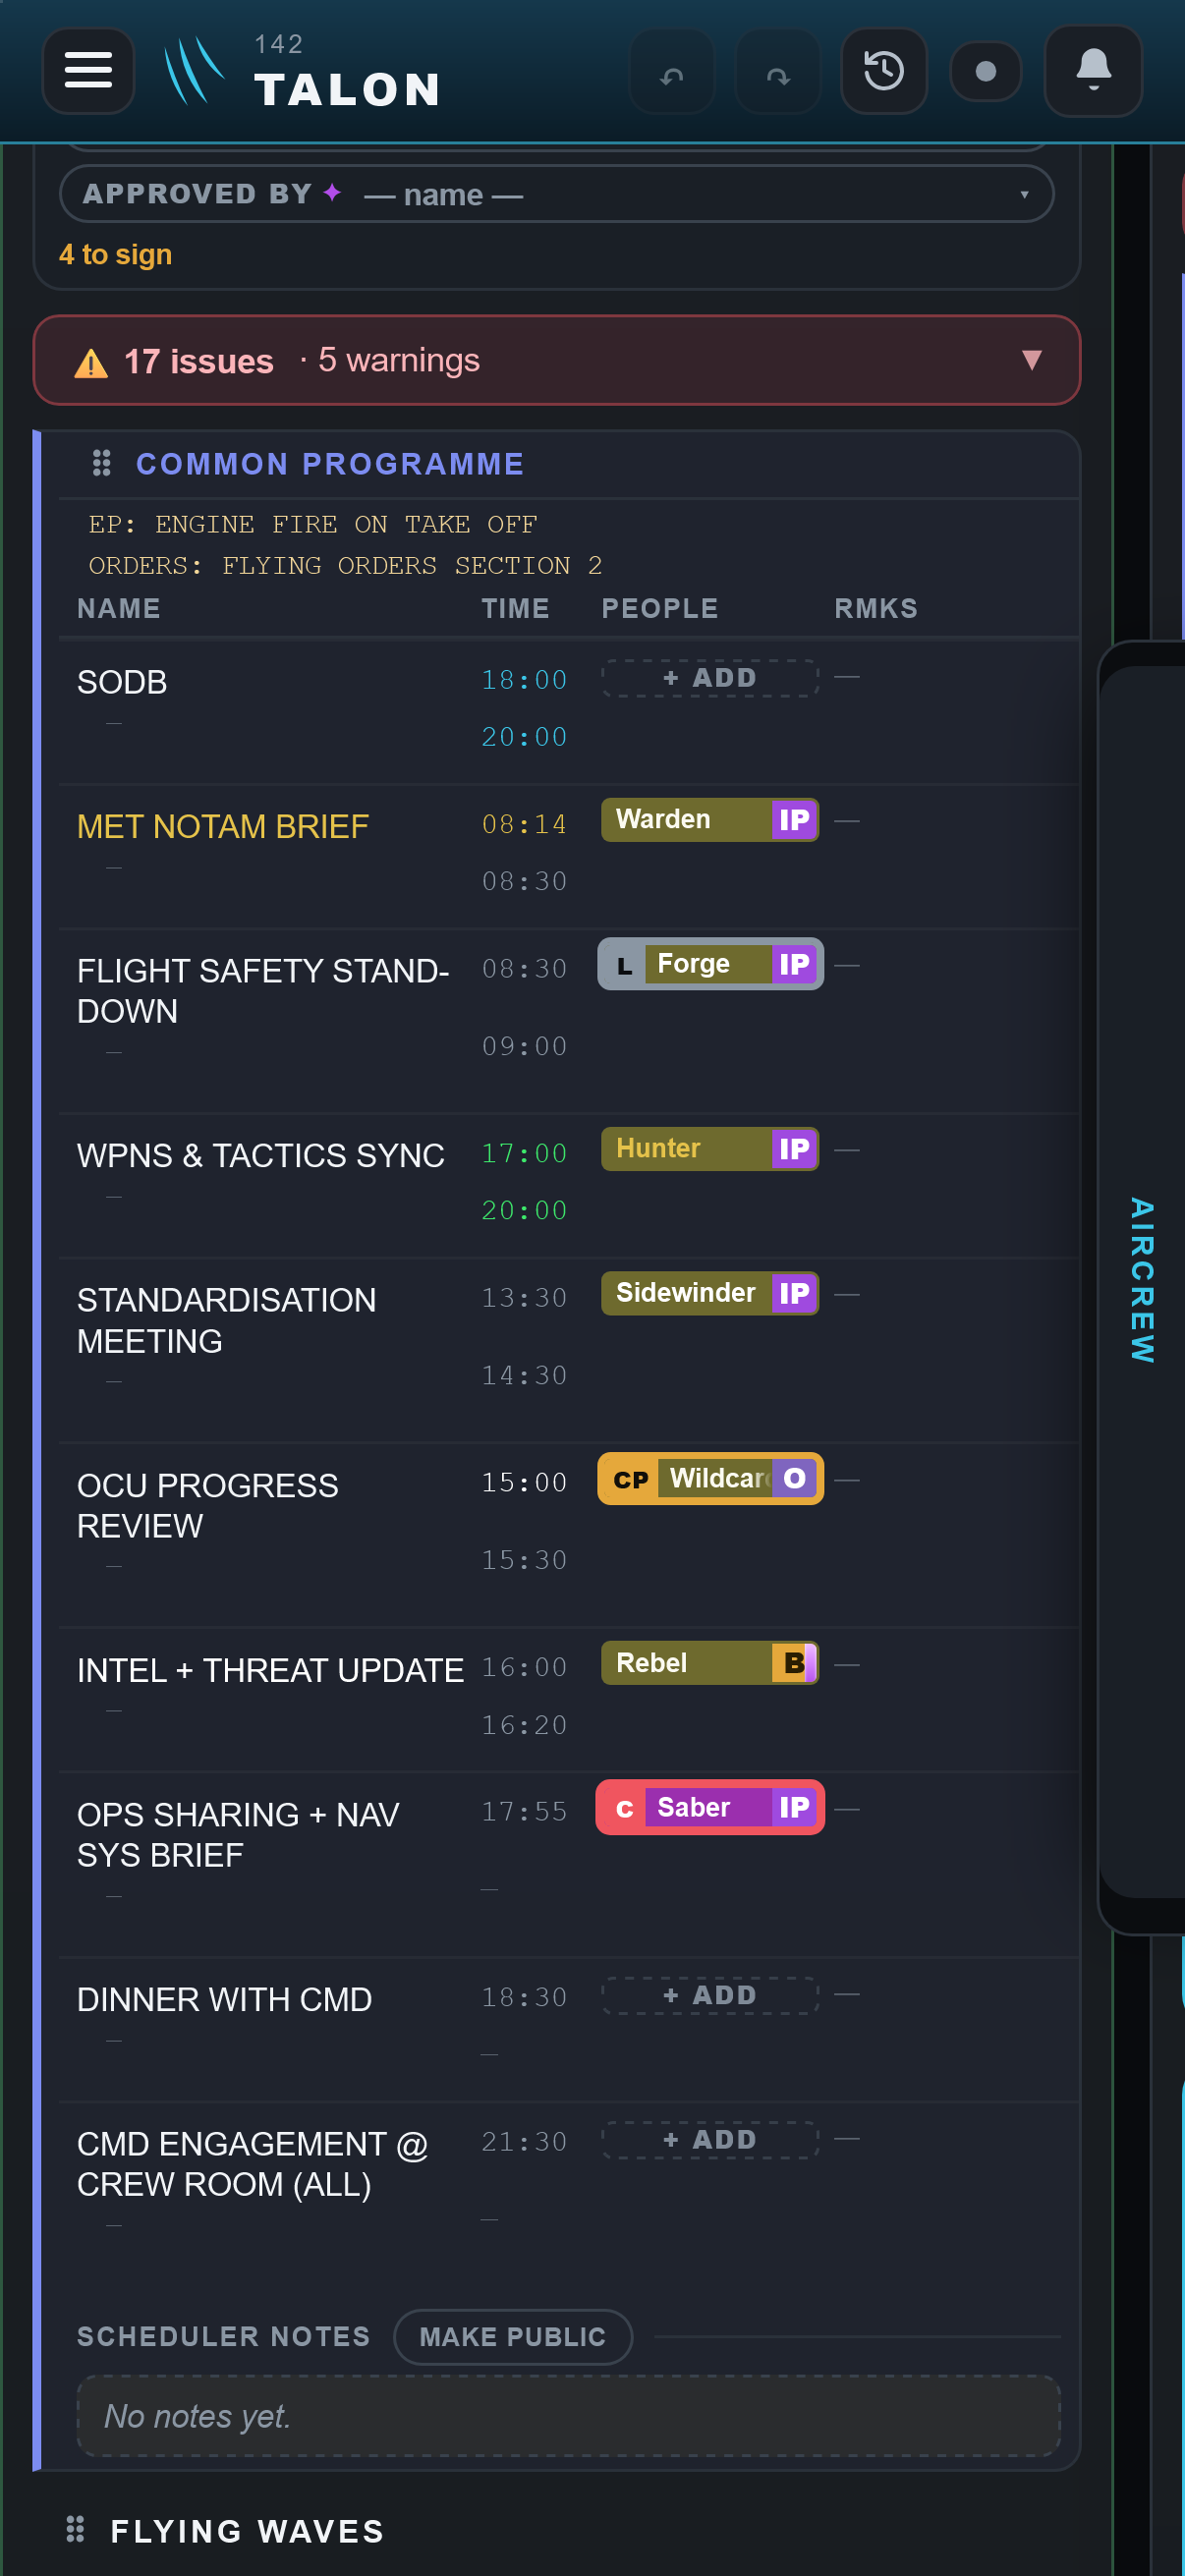 142
TALON
APPROVED BY ✦ — name —
4 to sign
17 issues · 5 warnings
COMMON PROGRAMME
EP: ENGINE FIRE ON TAKE OFF
ORDERS: FLYING ORDERS SECTION 2
NAME TIME PEOPLE RMKS
SODB 18:00 + ADD —
— 20:00
MET NOTAM BRIEF 08:14 Warden IP —
— 08:30
FLIGHT SAFETY STAND- 08:30 L Forge IP —
DOWN
— 09:00
WPNS & TACTICS SYNC 17:00 Hunter IP —
— 20:00
STANDARDISATION 13:30 Sidewinder IP —
MEETING
— 14:30
OCU PROGRESS 15:00 CP Wildcard O —
REVIEW
— 15:30
INTEL + THREAT UPDATE 16:00 Rebel B —
— 16:20
OPS SHARING + NAV 17:55 C Saber IP —
SYS BRIEF
— —
DINNER WITH CMD 18:30 + ADD —
— —
CMD ENGAGEMENT @ 21:30 + ADD —
CREW ROOM (ALL)
— —
SCHEDULER NOTES MAKE PUBLIC
No notes yet.
FLYING WAVES
AIRCREW